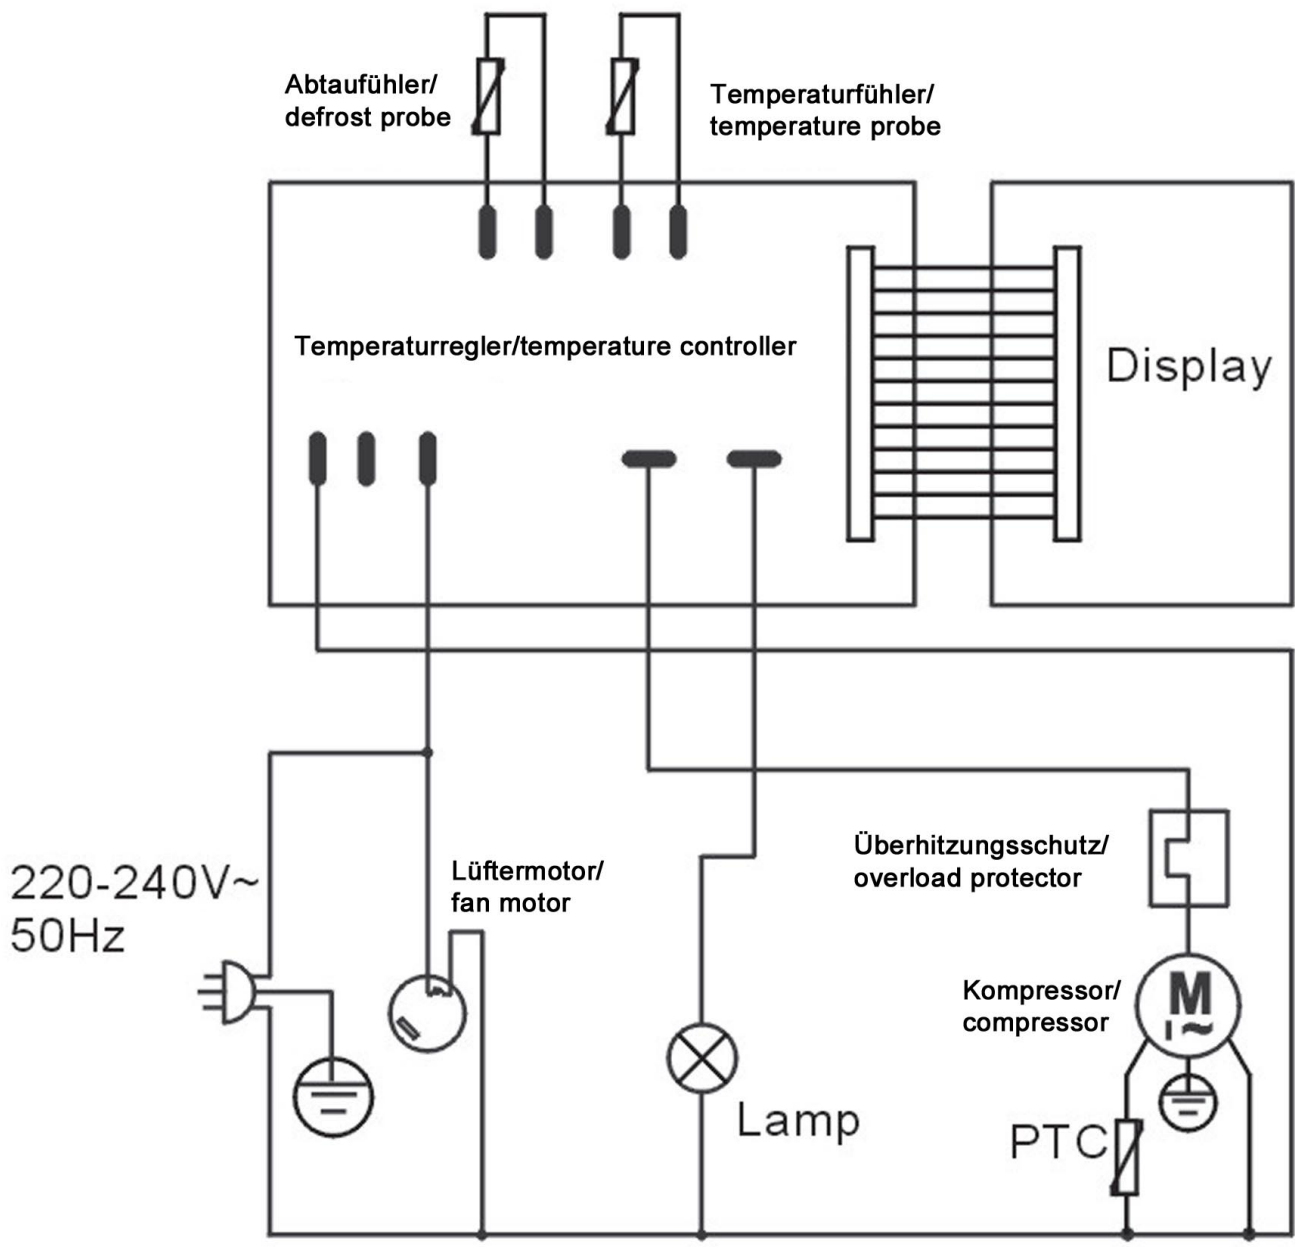 Abtaufühler/
defrost probe
Temperaturfühler/
temperature probe
Temperaturregler/temperature controller
Display
220-240V~
50Hz
Lüftermotor/
fan motor
Überhitzungsschutz/
overload protector
Kompressor/
compressor
M
I ~
Lamp
PTC